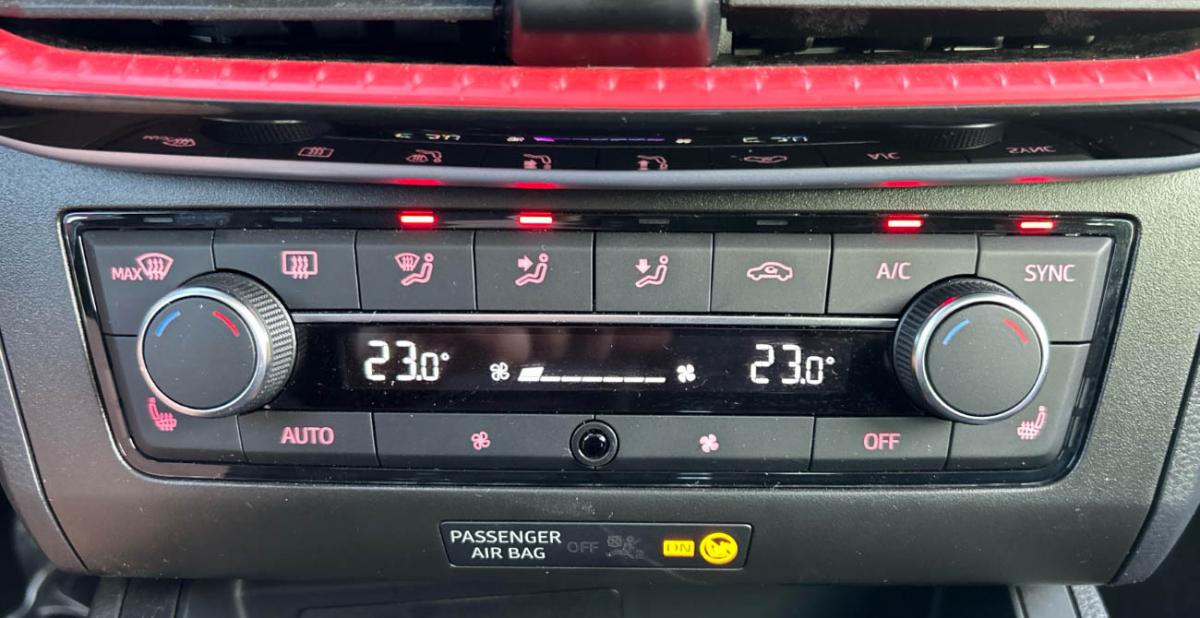 MAX
A/C
SYNC
23.0°
23.0°
AUTO
OFF
PASSENGER
AIR BAG
OFF
ON